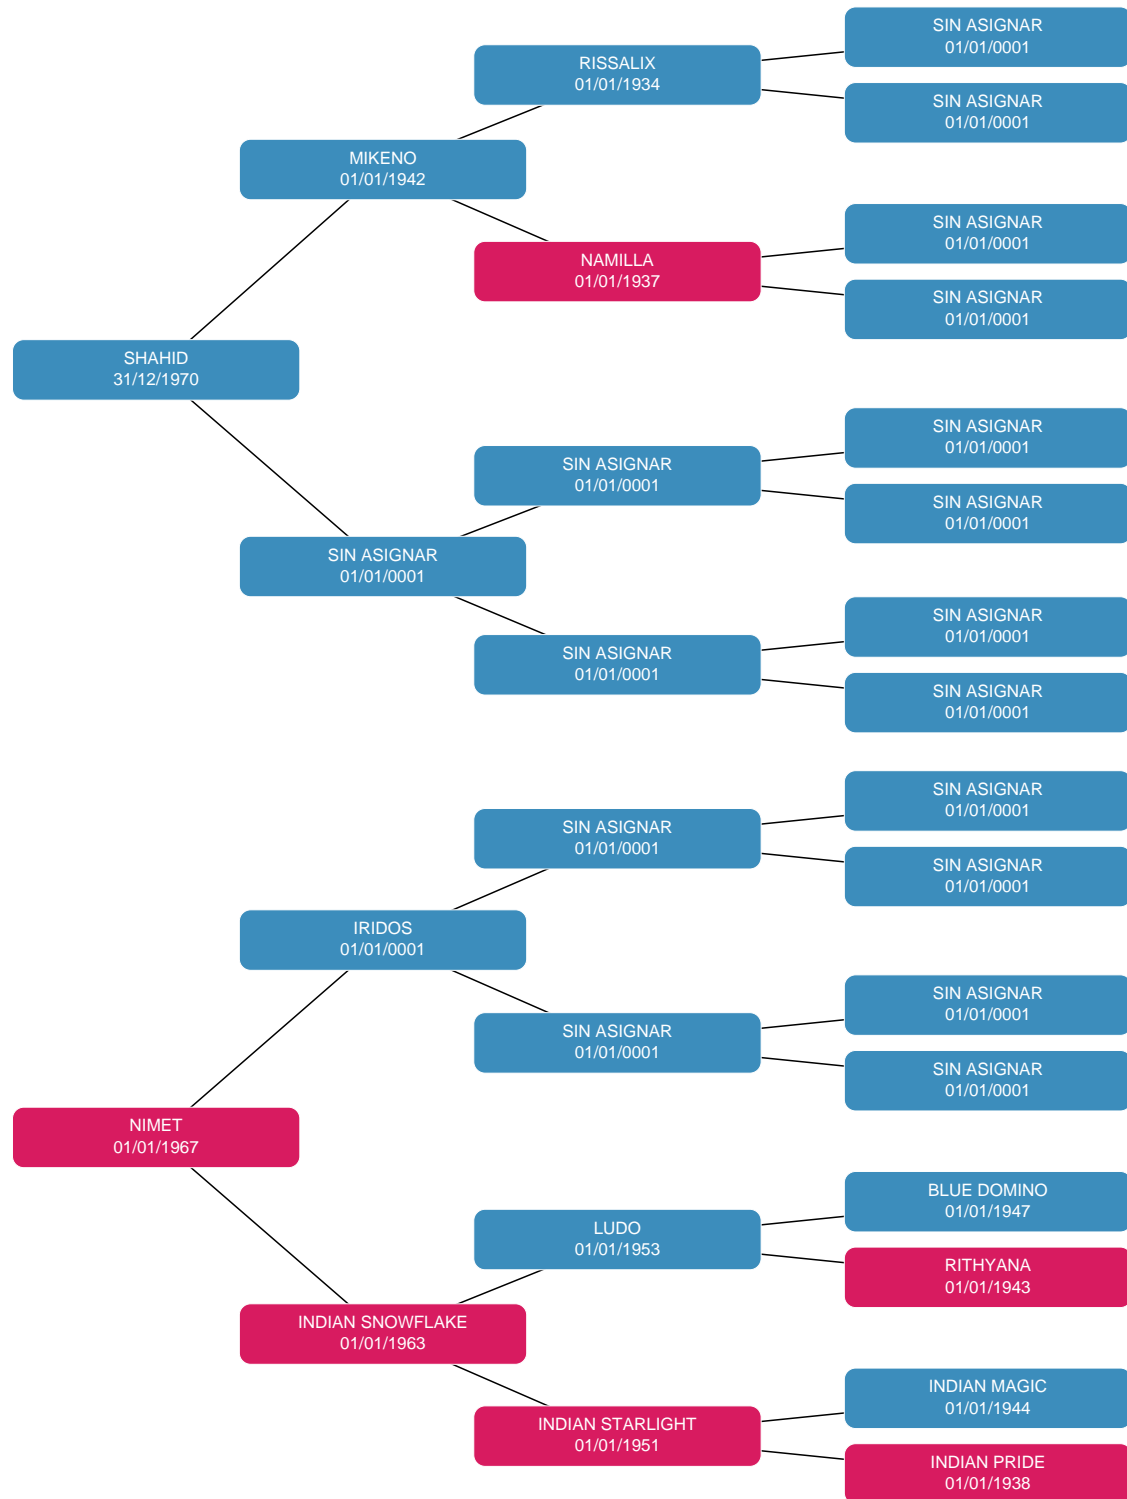 SIN ASIGNAR
01/01/0001
RISSALIX
01/01/1934
SIN ASIGNAR
01/01/0001
MIKENO
01/01/1942
SIN ASIGNAR
01/01/0001
NAMILLA
01/01/1937
SIN ASIGNAR
01/01/0001
SHAHID
31/12/1970
SIN ASIGNAR
01/01/0001
SIN ASIGNAR
01/01/0001
SIN ASIGNAR
01/01/0001
SIN ASIGNAR
01/01/0001
SIN ASIGNAR
01/01/0001
SIN ASIGNAR
01/01/0001
SIN ASIGNAR
01/01/0001
SIN ASIGNAR
01/01/0001
SIN ASIGNAR
01/01/0001
SIN ASIGNAR
01/01/0001
IRIDOS
01/01/0001
SIN ASIGNAR
01/01/0001
SIN ASIGNAR
01/01/0001
SIN ASIGNAR
01/01/0001
NIMET
01/01/1967
BLUE DOMINO
01/01/1947
LUDO
01/01/1953
RITHYANA
01/01/1943
INDIAN SNOWFLAKE
01/01/1963
INDIAN MAGIC
01/01/1944
INDIAN STARLIGHT
01/01/1951
INDIAN PRIDE
01/01/1938